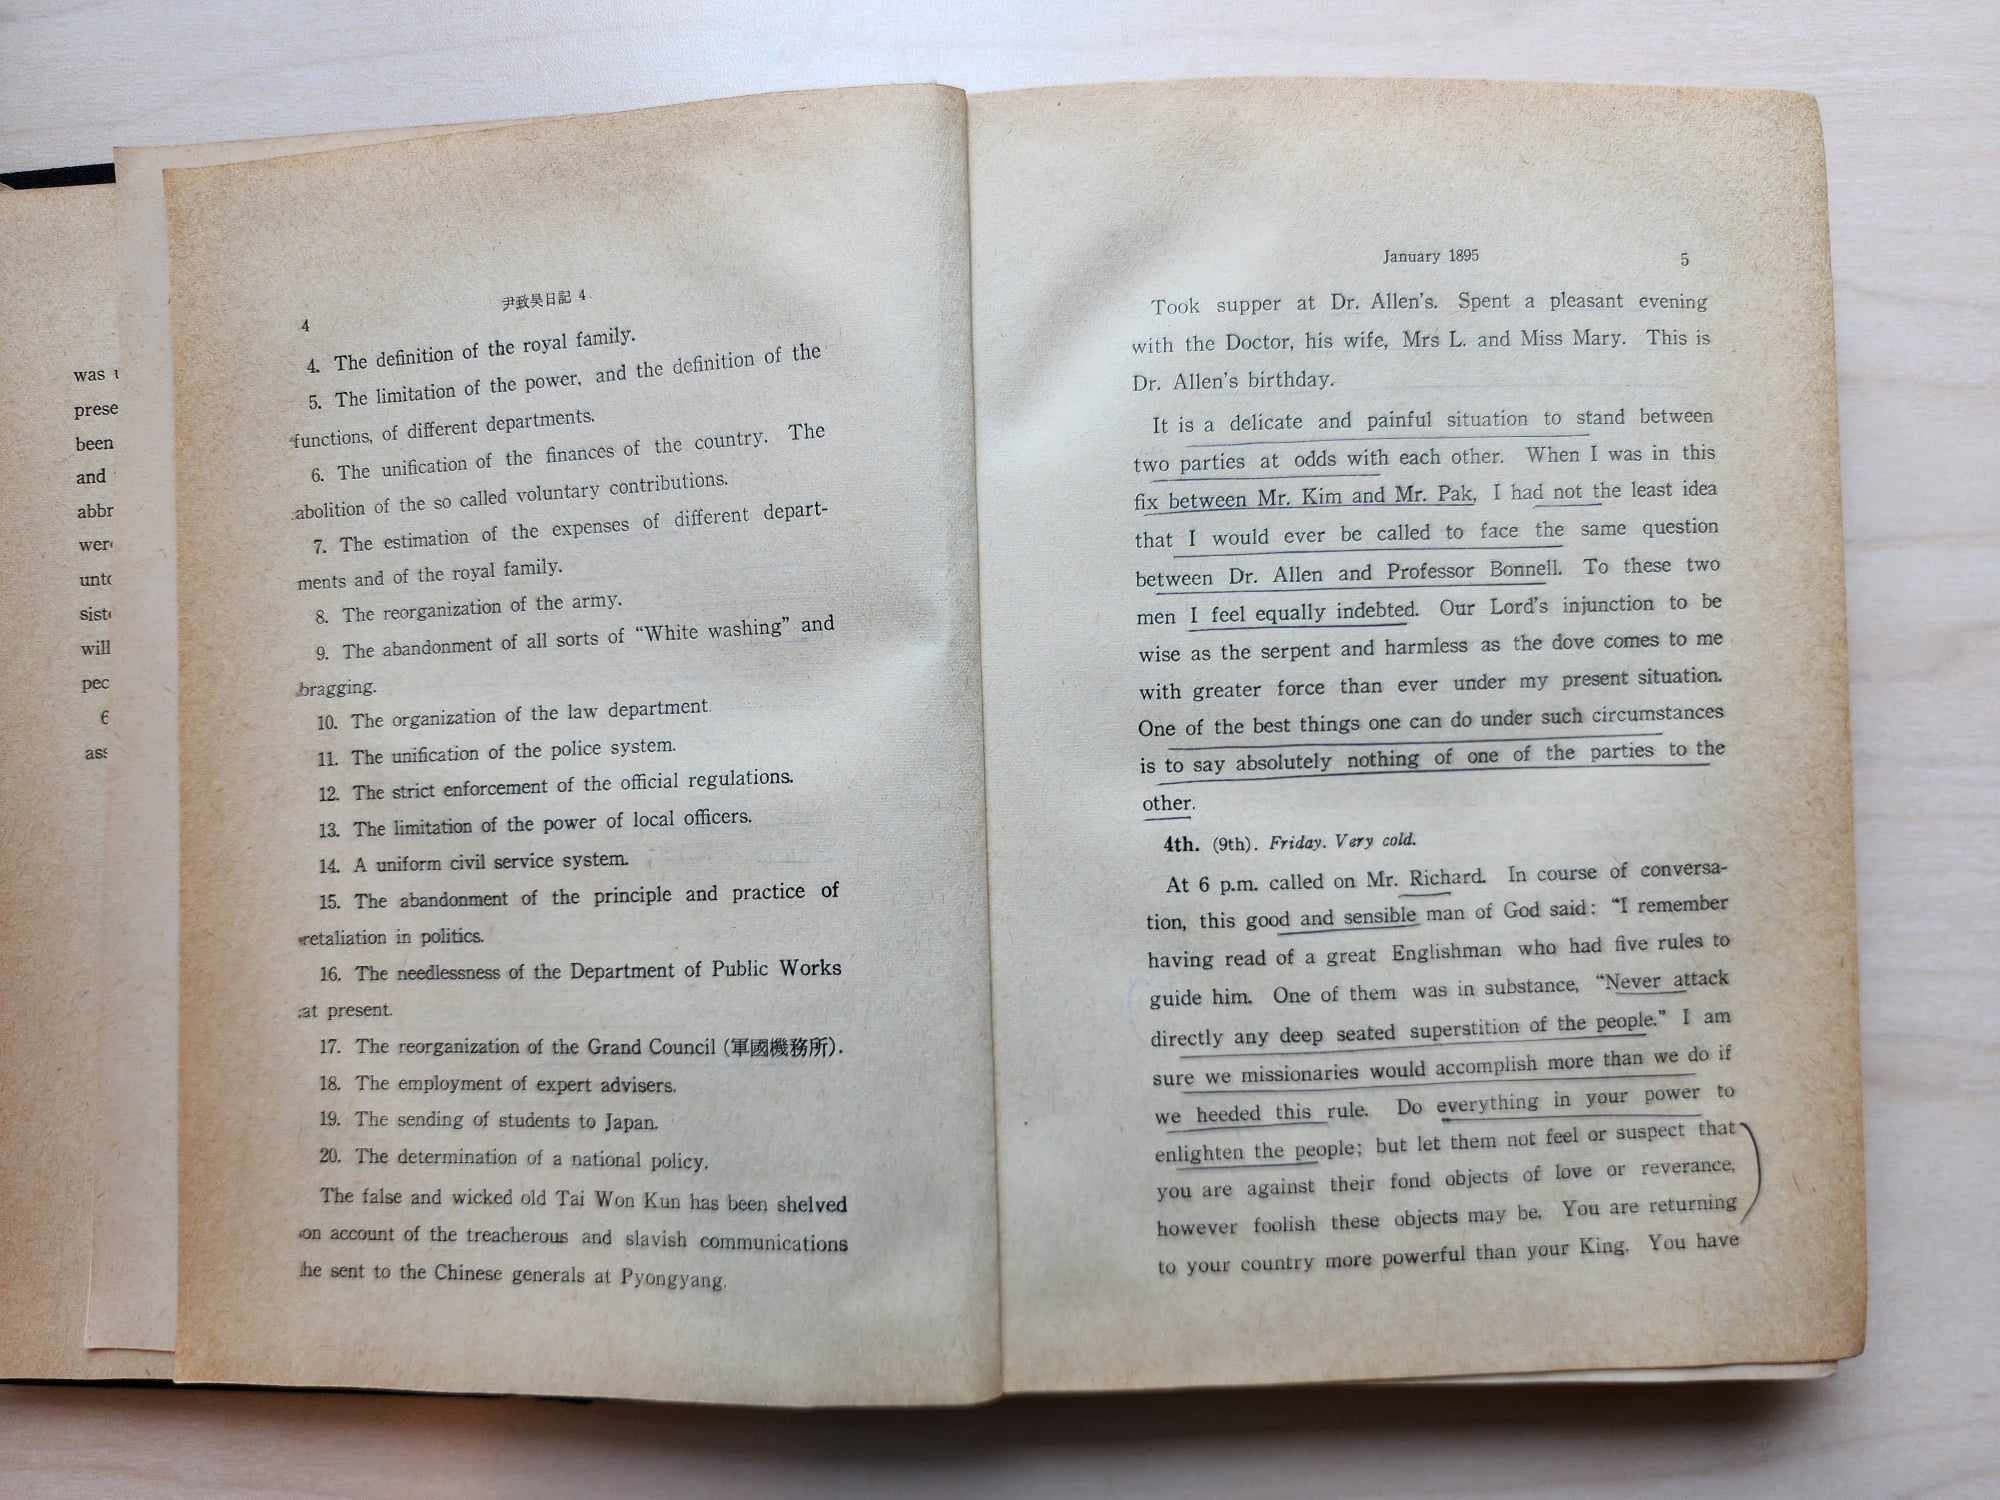 was
prese
been
and
abbr
wer
unto
sist
will
pec
6
ass
4
尹致昊日記 4
4. The definition of the royal family.
5. The limitation of the power, and the definition of the
functions, of different departments.
6. The unification of the finances of the country. The
abolition of the so called voluntary contributions.
7. The estimation of the expenses of different depart-
ments and of the royal family.
8. The reorganization of the army.
9. The abandonment of all sorts of “White washing” and
bragging.
10. The organization of the law department.
11. The unification of the police system.
12. The strict enforcement of the official regulations.
13. The limitation of the power of local officers.
14. A uniform civil service system.
15. The abandonment of the principle and practice of
retaliation in politics.
16. The needlessness of the Department of Public Works
at present.
17. The reorganization of the Grand Council (軍國機務所).
18. The employment of expert advisers.
19. The sending of students to Japan.
20. The determination of a national policy.
The false and wicked old Tai Won Kun has been shelved
on account of the treacherous and slavish communications
he sent to the Chinese generals at Pyongyang.
January 1895
5
Took supper at Dr. Allen's. Spent a pleasant evening
with the Doctor, his wife, Mrs L. and Miss Mary. This is
Dr. Allen's birthday.
It is a delicate and painful situation to stand between
two parties at odds with each other. When I was in this
fix between Mr. Kim and Mr. Pak, I had not the least idea
that I would ever be called to face the same question
between Dr. Allen and Professor Bonnell. To these two
men I feel equally indebted. Our Lord's injunction to be
wise as the serpent and harmless as the dove comes to me
with greater force than ever under my present situation.
One of the best things one can do under such circumstances
is to say absolutely nothing of one of the parties to the
other.
4th. (9th). Friday. Very cold.
At 6 p.m. called on Mr. Richard. In course of conversa-
tion, this good and sensible man of God said: “I remember
having read of a great Englishman who had five rules to
guide him. One of them was in substance, “Never attack
directly any deep seated superstition of the people.” I am
sure we missionaries would accomplish more than we do if
we heeded this rule. Do everything in your power to
enlighten the people; but let them not feel or suspect that
you are against their fond objects of love or reverance,
however foolish these objects may be. You are returning
to your country more powerful than your King. You have